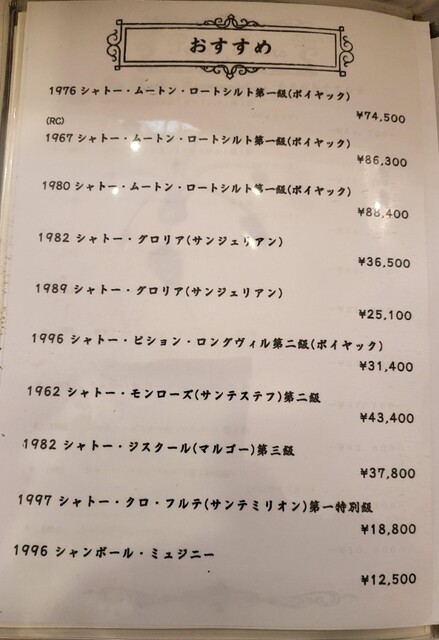 おすすめ
1976 シャトー・ムートン・ロートシルト第一級(ポイヤック)
¥74,500
(RC)
1967 シャトー・ムートン・ロートシルト第一級(ポイヤック)
¥86,300
1980 シャトー・ムートン・ロートシルト第一級(ポイヤック)
¥88,400
1982 シャトー・グロリア(サンジェリアン)
¥36,500
1989 シャトー・グロリア(サンジェリアン)
¥25,100
1996 シャトー・ピション・ロングヴィル第二級(ポイヤック)
¥31,400
1962 シャトー・モンローズ(サンテステフ)第二級
¥43,400
1982 シャトー・ジスクール(マルゴー)第三級
¥37,800
1997 シャトー・クロ・フルテ(サンテミリオン)第一特別級
¥18,800
1996 シャンボール・ミュジニー
¥12,500